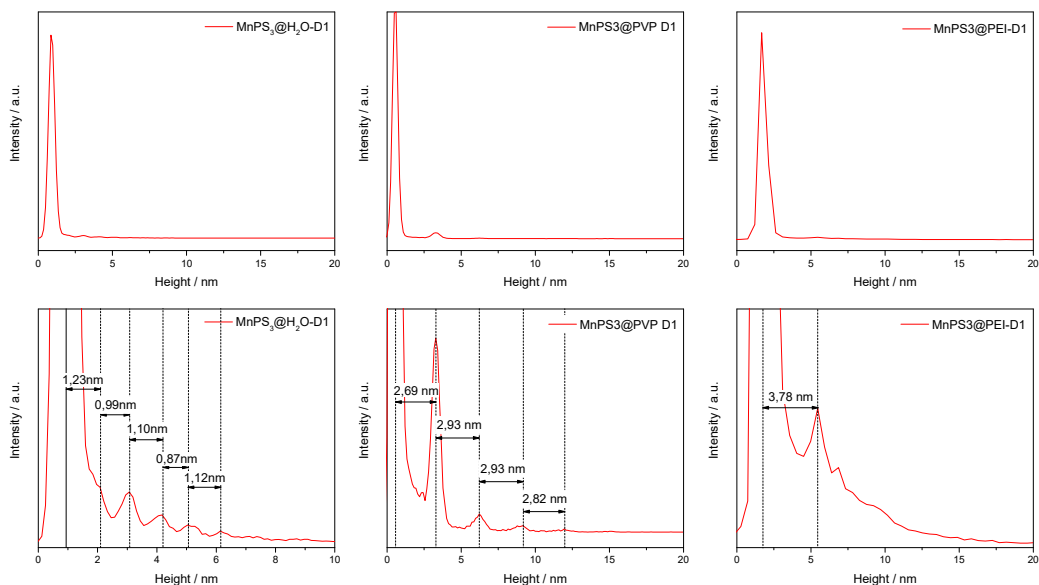 MnPS₃@H₂O-D1
Intensity / a.u.
0 5 10 15 20
Height / nm
MnPS3@PVP D1
Intensity / a.u.
0 5 10 15 20
Height / nm
MnPS3@PEI-D1
Intensity / a.u.
0 5 10 15 20
Height / nm
MnPS₃@H₂O-D1
1,23nm
0,99nm
1,10nm
0,87nm
1,12nm
Intensity / a.u.
0 2 4 6 8 10
Height / nm
MnPS3@PVP D1
2,69 nm
2,93 nm
2,93 nm
2,82 nm
Intensity / a.u.
0 5 10 15 20
Height / nm
MnPS3@PEI-D1
3,78 nm
Intensity / a.u.
0 5 10 15 20
Height / nm